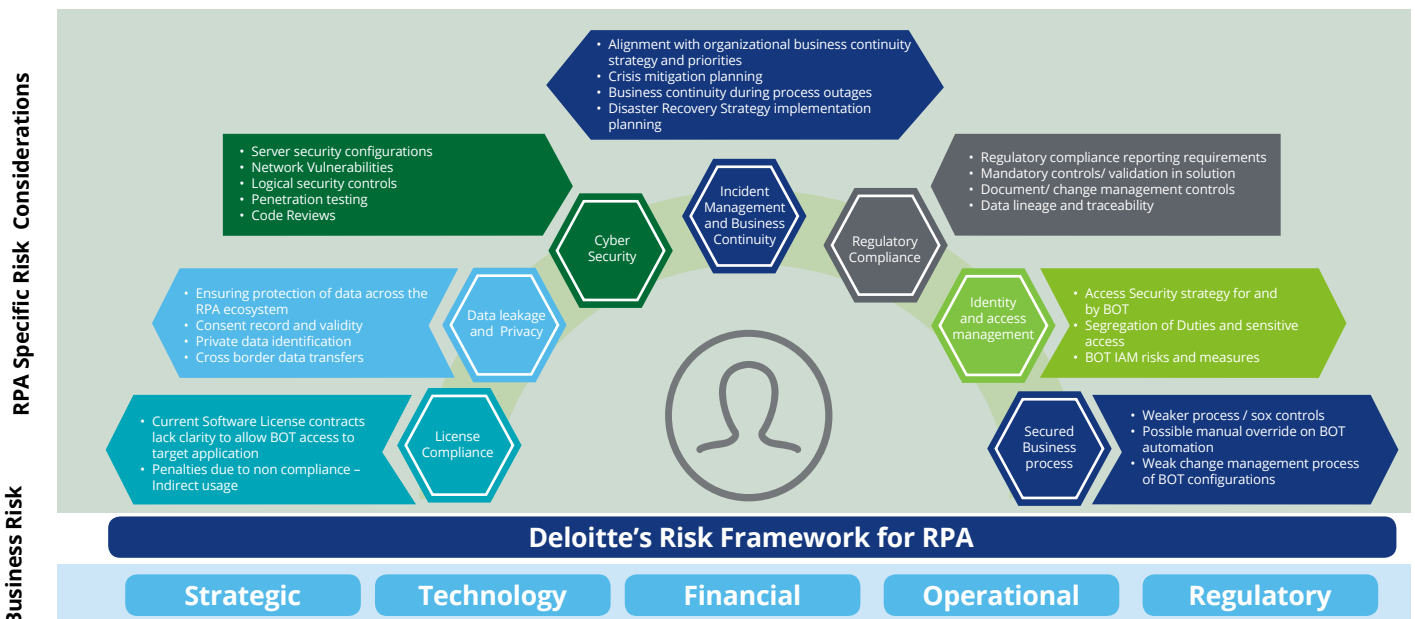 RPA Specific Risk Considerations
• Alignment with organizational business continuity
strategy and priorities
• Crisis mitigation planning
• Business continuity during process outages
• Disaster Recovery Strategy implementation
planning
• Server security configurations
• Network Vulnerabilities
• Logical security controls
• Penetration testing
• Code Reviews
• Regulatory compliance reporting requirements
• Mandatory controls/ validation in solution
• Document/ change management controls
• Data lineage and traceability
Incident
Management
and Business
Continuity
Cyber
Security
Regulatory
Compliance
• Ensuring protection of data across the
RPA ecosystem
• Consent record and validity
• Private data identification
• Cross border data transfers
Data leakage
and Privacy
Identity
and access
management
• Access Security strategy for and
by BOT
• Segregation of Duties and sensitive
access
• BOT IAM risks and measures
• Current Software License contracts
lack clarity to allow BOT access to
target application
• Penalties due to non compliance –
Indirect usage
License
Compliance
Secured
Business
process
• Weaker process / sox controls
• Possible manual override on BOT
automation
• Weak change management process
of BOT configurations
Business Risk
Deloitte’s Risk Framework for RPA
Strategic
Technology
Financial
Operational
Regulatory